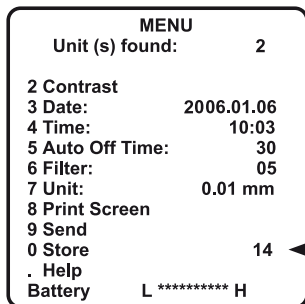 MENU
Unit (s) found: 2
2 Contrast
3 Date: 2006.01.06
4 Time: 10:03
5 Auto Off Time: 30
6 Filter: 05
7 Unit: 0.01 mm
8 Print Screen
9 Send
0 Store 14
. Help
Battery L ********** H